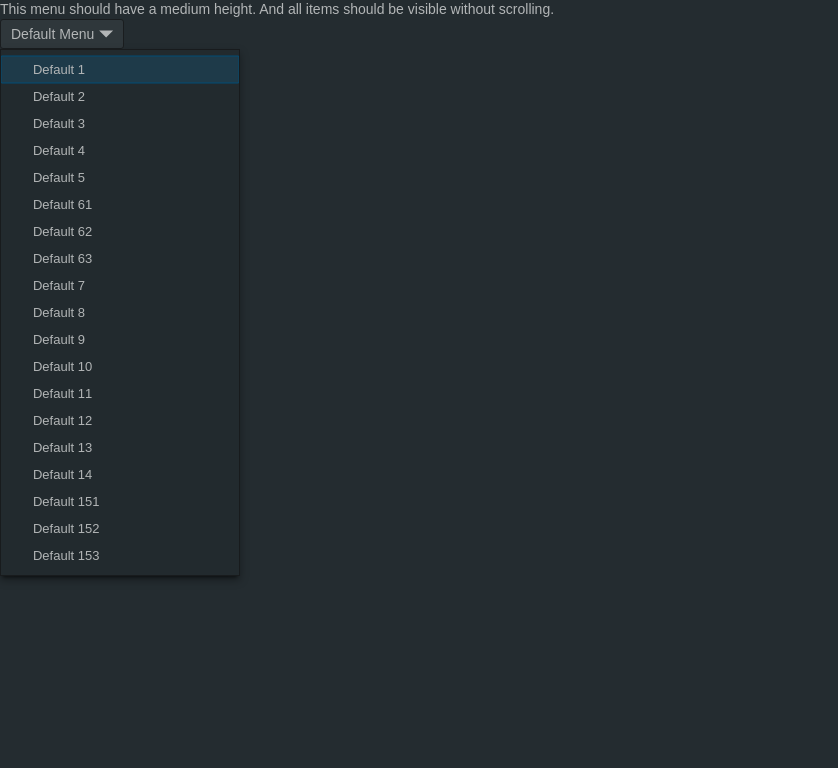 This menu should have a medium height. And all items should be visible without scrolling.
Default Menu
Default 1
Default 2
Default 3
Default 4
Default 5
Default 61
Default 62
Default 63
Default 7
Default 8
Default 9
Default 10
Default 11
Default 12
Default 13
Default 14
Default 151
Default 152
Default 153